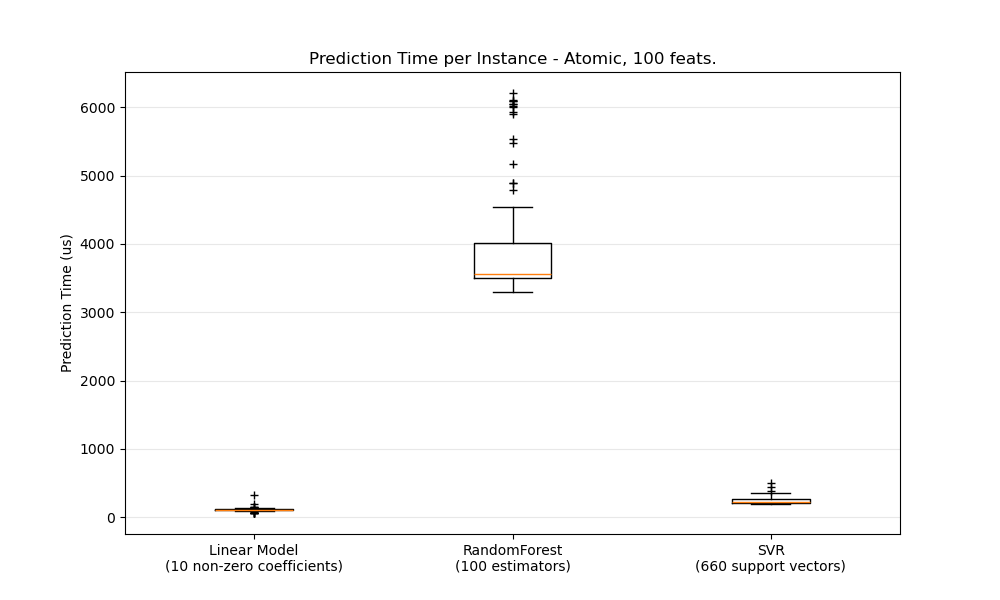 Prediction Time per Instance - Atomic, 100 feats.
Prediction Time (us)
6000
5000
4000
3000
2000
1000
0
Linear Model
(10 non-zero coefficients)
RandomForest
(100 estimators)
SVR
(660 support vectors)